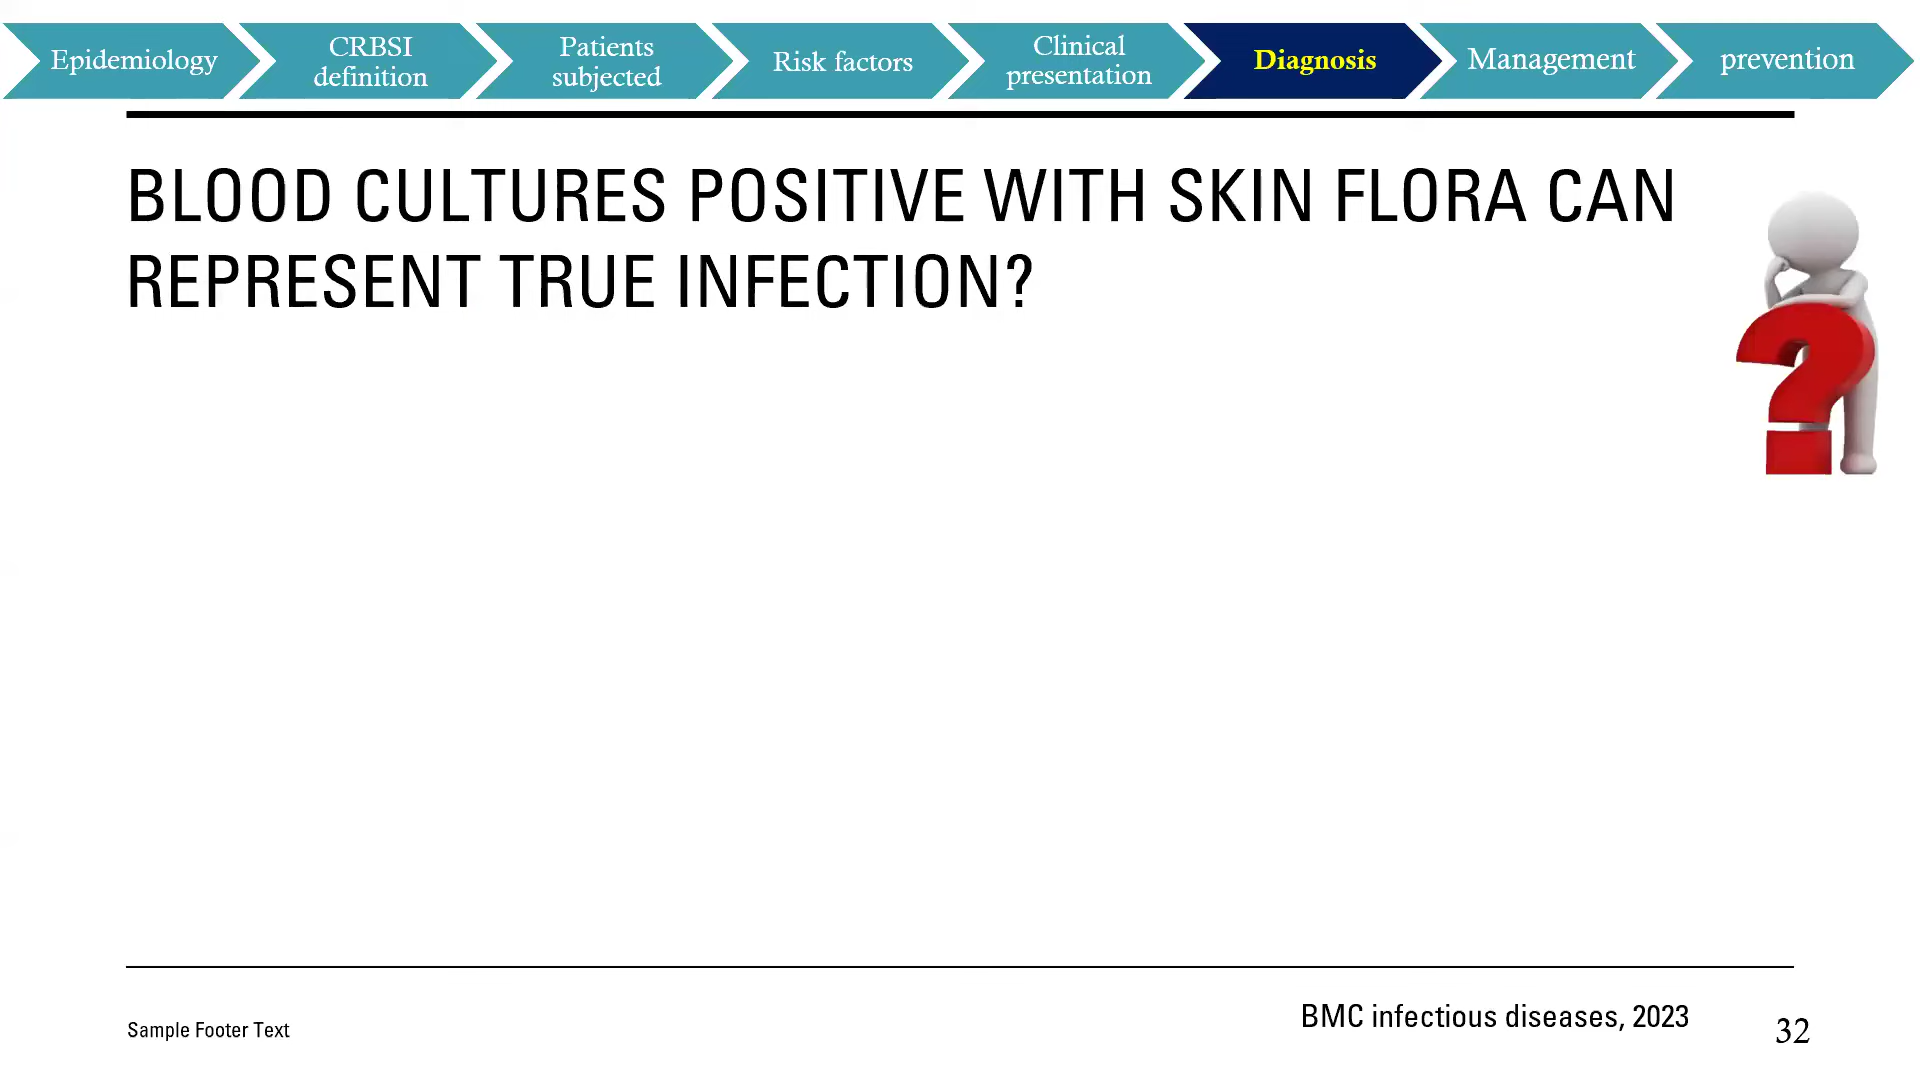 Epidemiology
CRBSI
definition
Patients
subjected
Risk factors
Clinical
presentation
Diagnosis
Management
prevention
BLOOD CULTURES POSITIVE WITH SKIN FLORA CAN
REPRESENT TRUE INFECTION?
BMC infectious diseases, 2023
Sample Footer Text
32